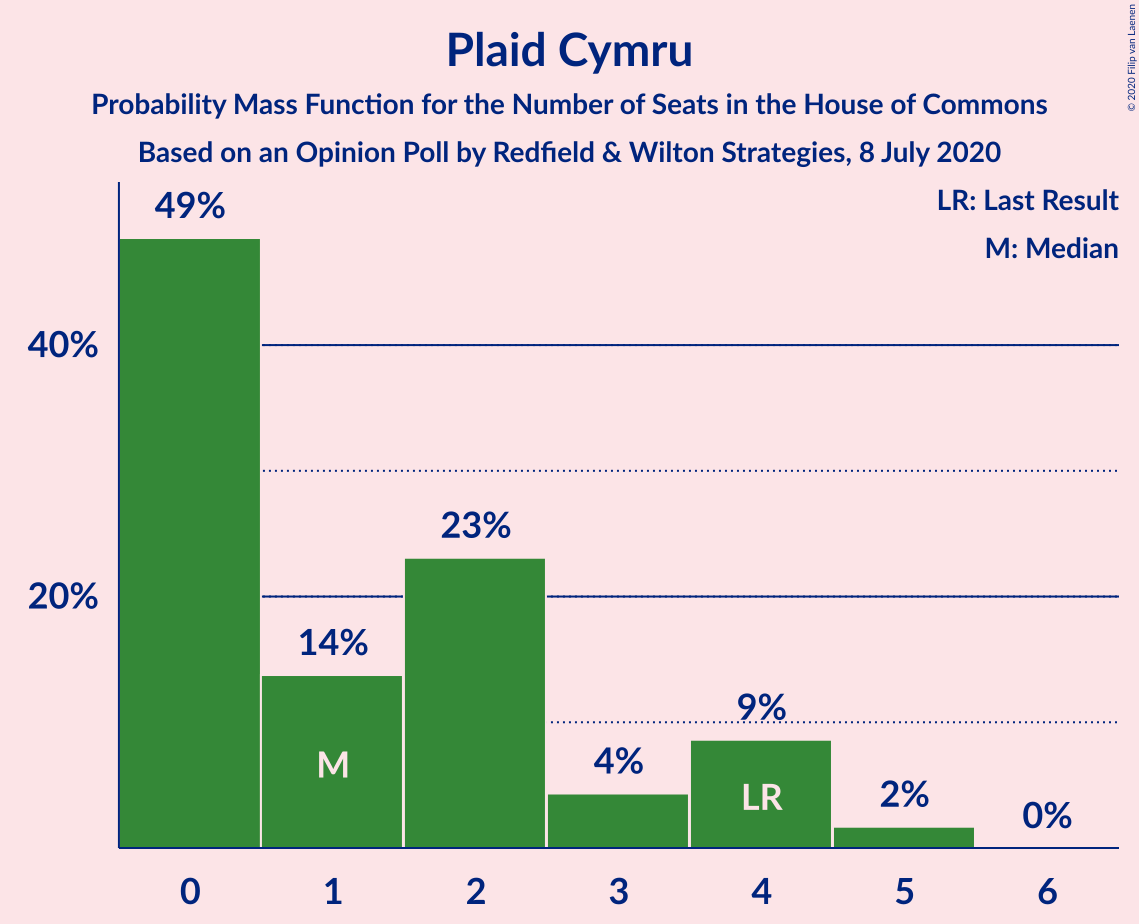 Plaid Cymru
Probability Mass Function for the Number of Seats in the House of Commons
Based on an Opinion Poll by Redfield & Wilton Strategies, 8 July 2020
© 2020 Filip van Laenen
LR: Last Result
M: Median
49%
40%
23%
20%
14%
9%
M
4%
LR
2%
0%
0 1 2 3 4 5 6